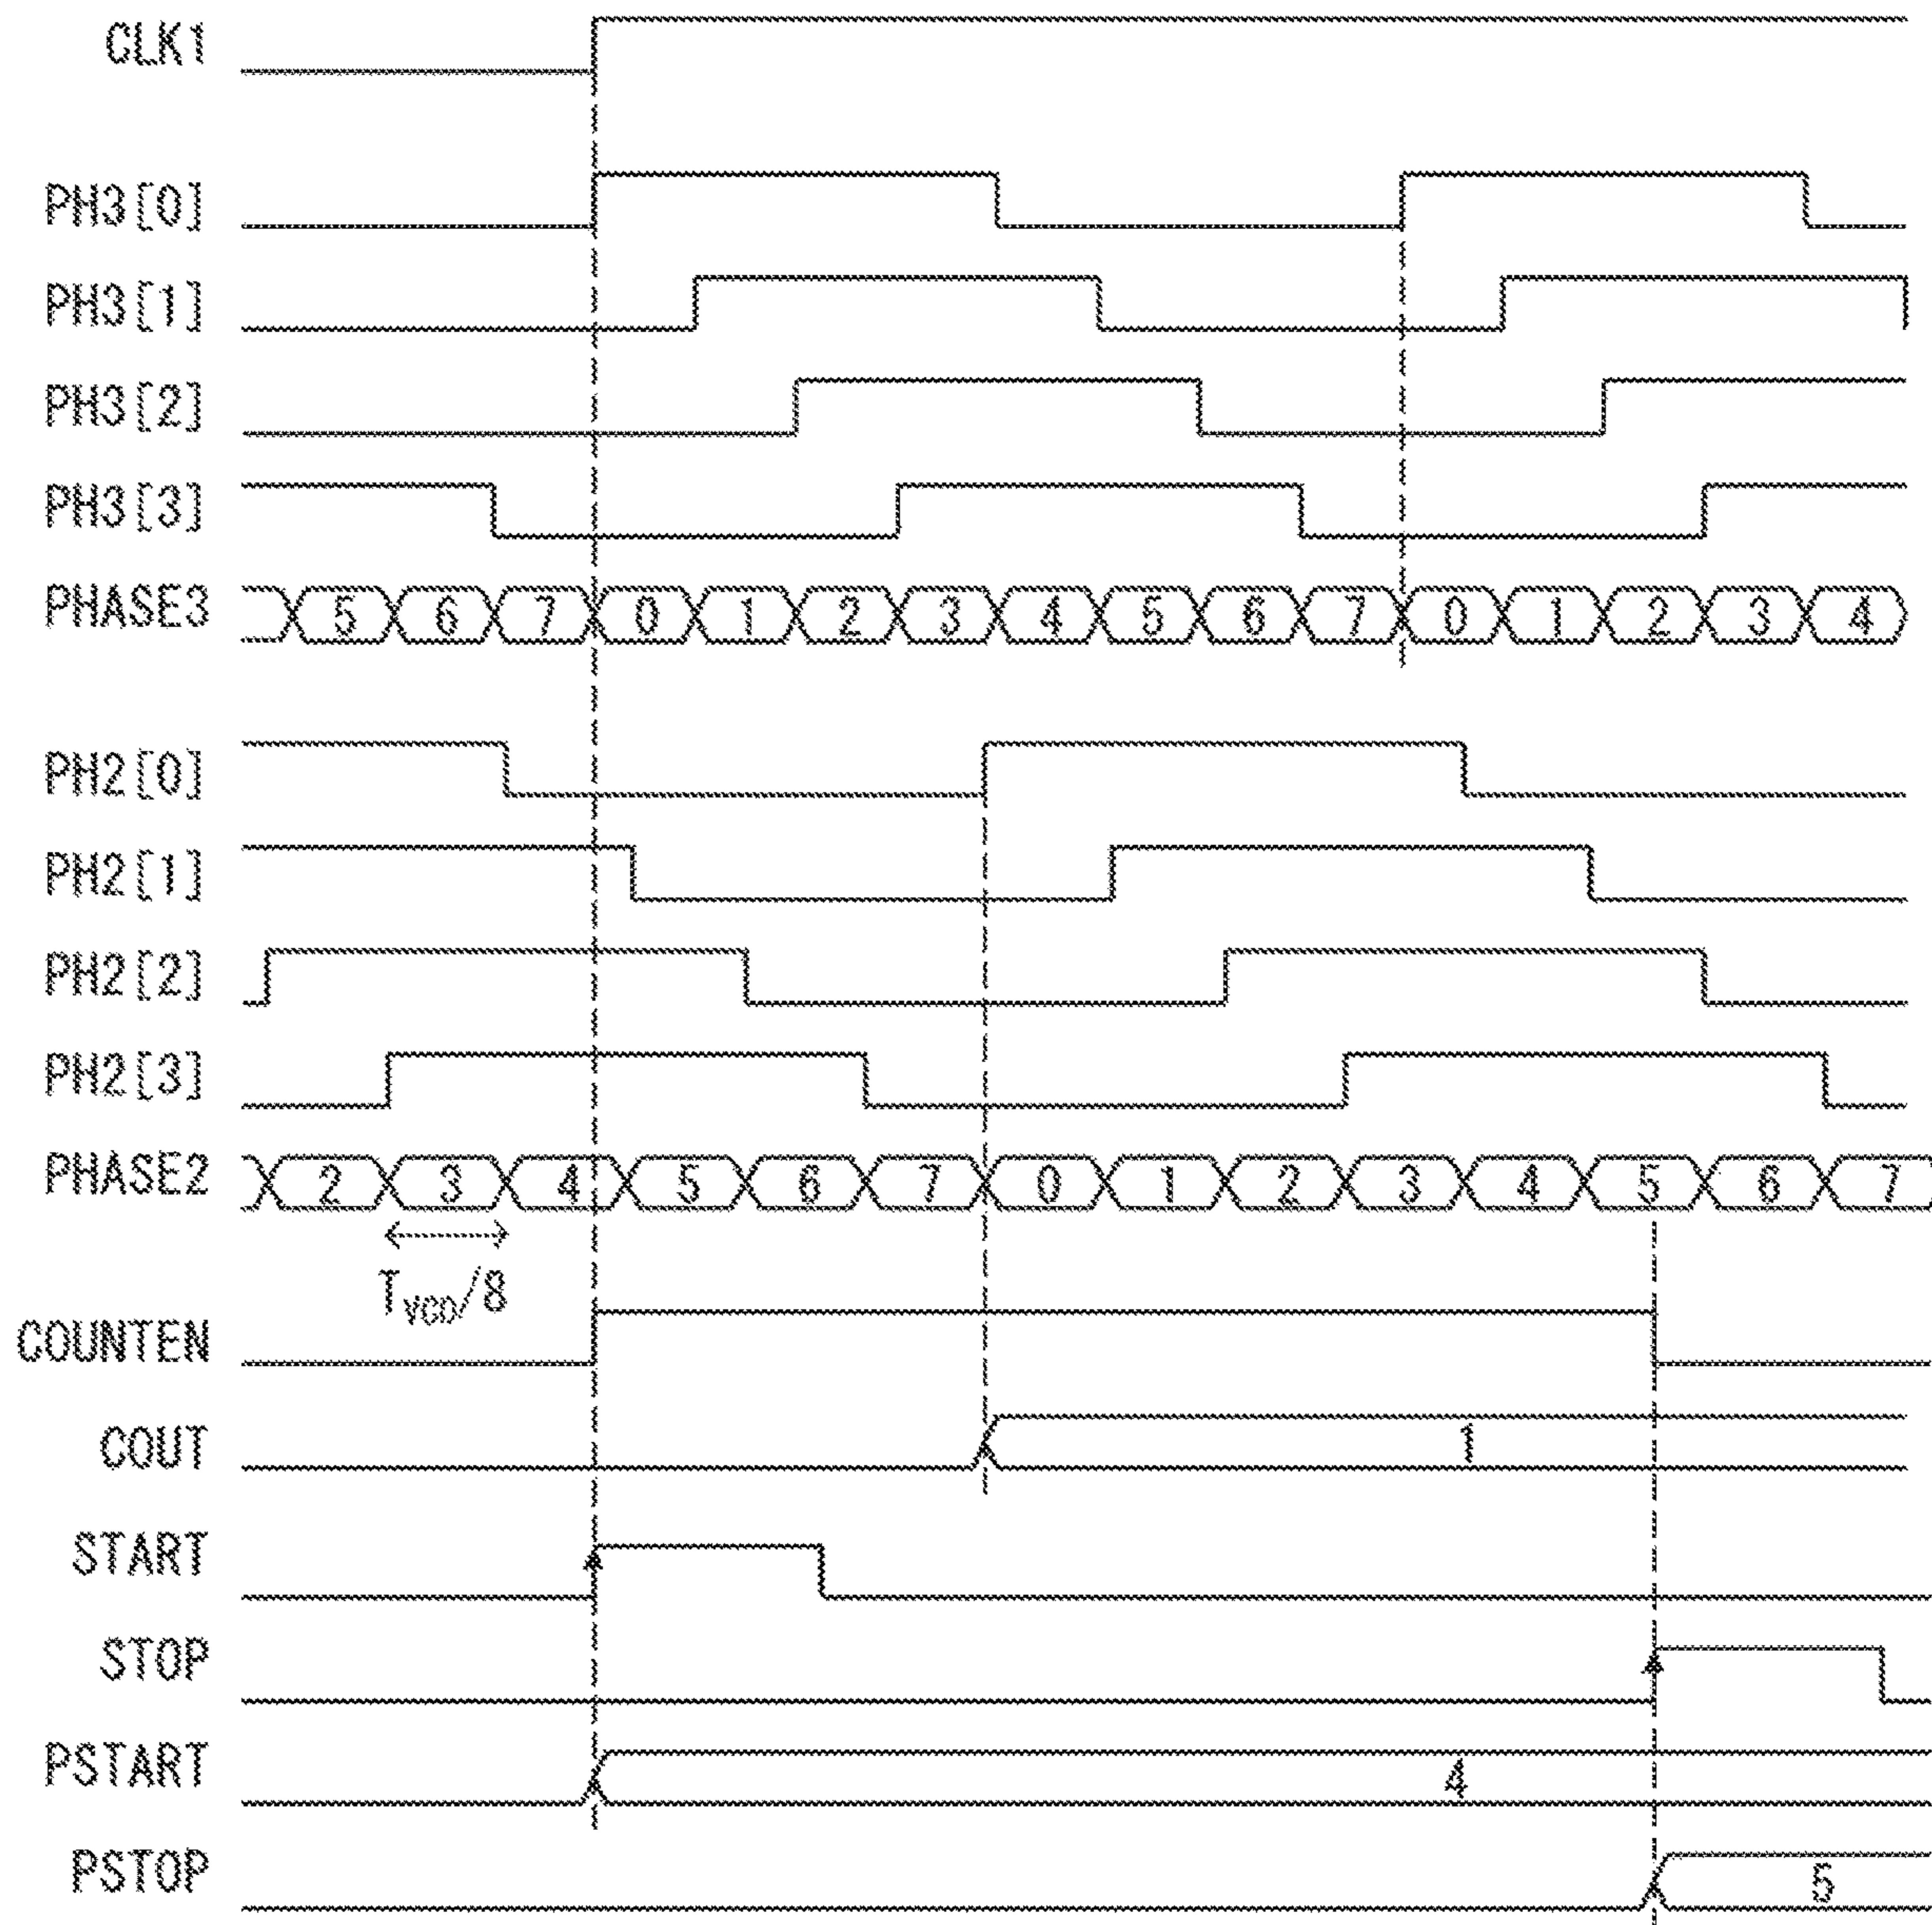 CLK1
PH3[0]
PH3[1]
PH3[2]
PH3[3]
PHASE3 5 6 7 0 1 2 3 4 5 6 7 0 1 2 3 4
PH2[0]
PH2[1]
PH2[2]
PH2[3]
PHASE2 2 3 4 5 6 7 0 1 2 3 4 5 6 7
TVCO/8
COUNTEN
COUT 1
START
STOP
PSTART 4
PSTOP 5